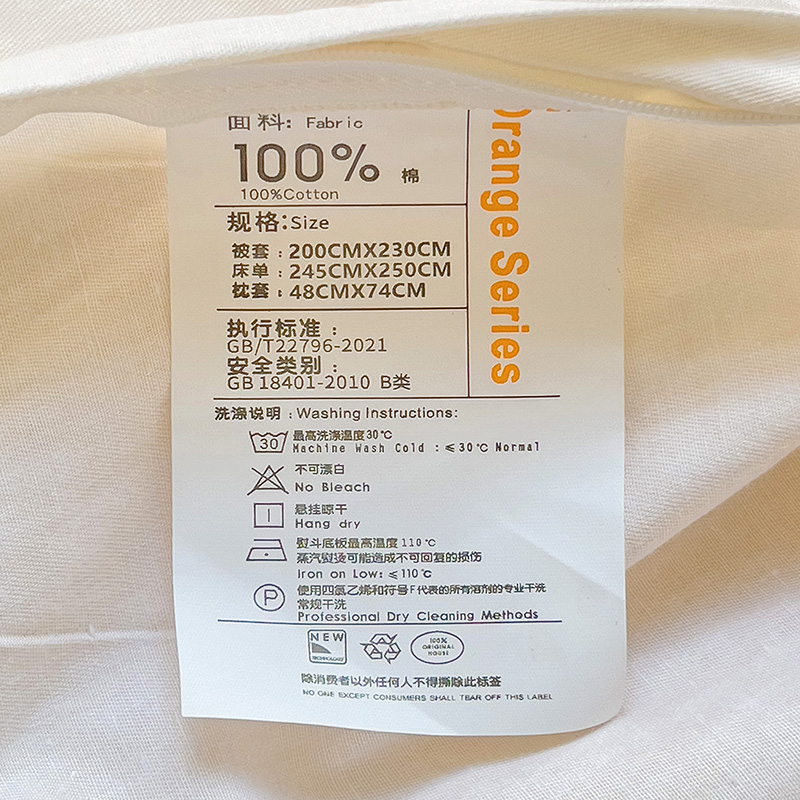 面料: Fabric
100% 棉
100%Cotton
规格:Size
被套:200CMX230CM
床单:245CMX250CM
枕套:48CMX74CM
执行标准:
GB/T22796-2021
安全类别:
GB 18401-2010 B类
Orange Series
洗涤说明:Washing Instructions:
30
最高洗涤温度30℃
Machine Wash Cold : ≤30℃ Normal
不可漂白
No Bleach
悬挂晾干
Hang dry
熨斗底板最高温度110℃
蒸汽熨烫可能造成不可回复的损伤
Iron on Low: ≤110℃
P
使用四氯乙烯和符号F代表的所有溶剂的专业干洗
常规干洗
Professional Dry Cleaning Methods
NEW
TECHNOLOGY
100%
ORIGINAL
HOUSE
除消费者以外任何人不得撕除此标签
NO ONE EXCEPT CONSUMERS SHALL TEAR OFF THIS LABEL